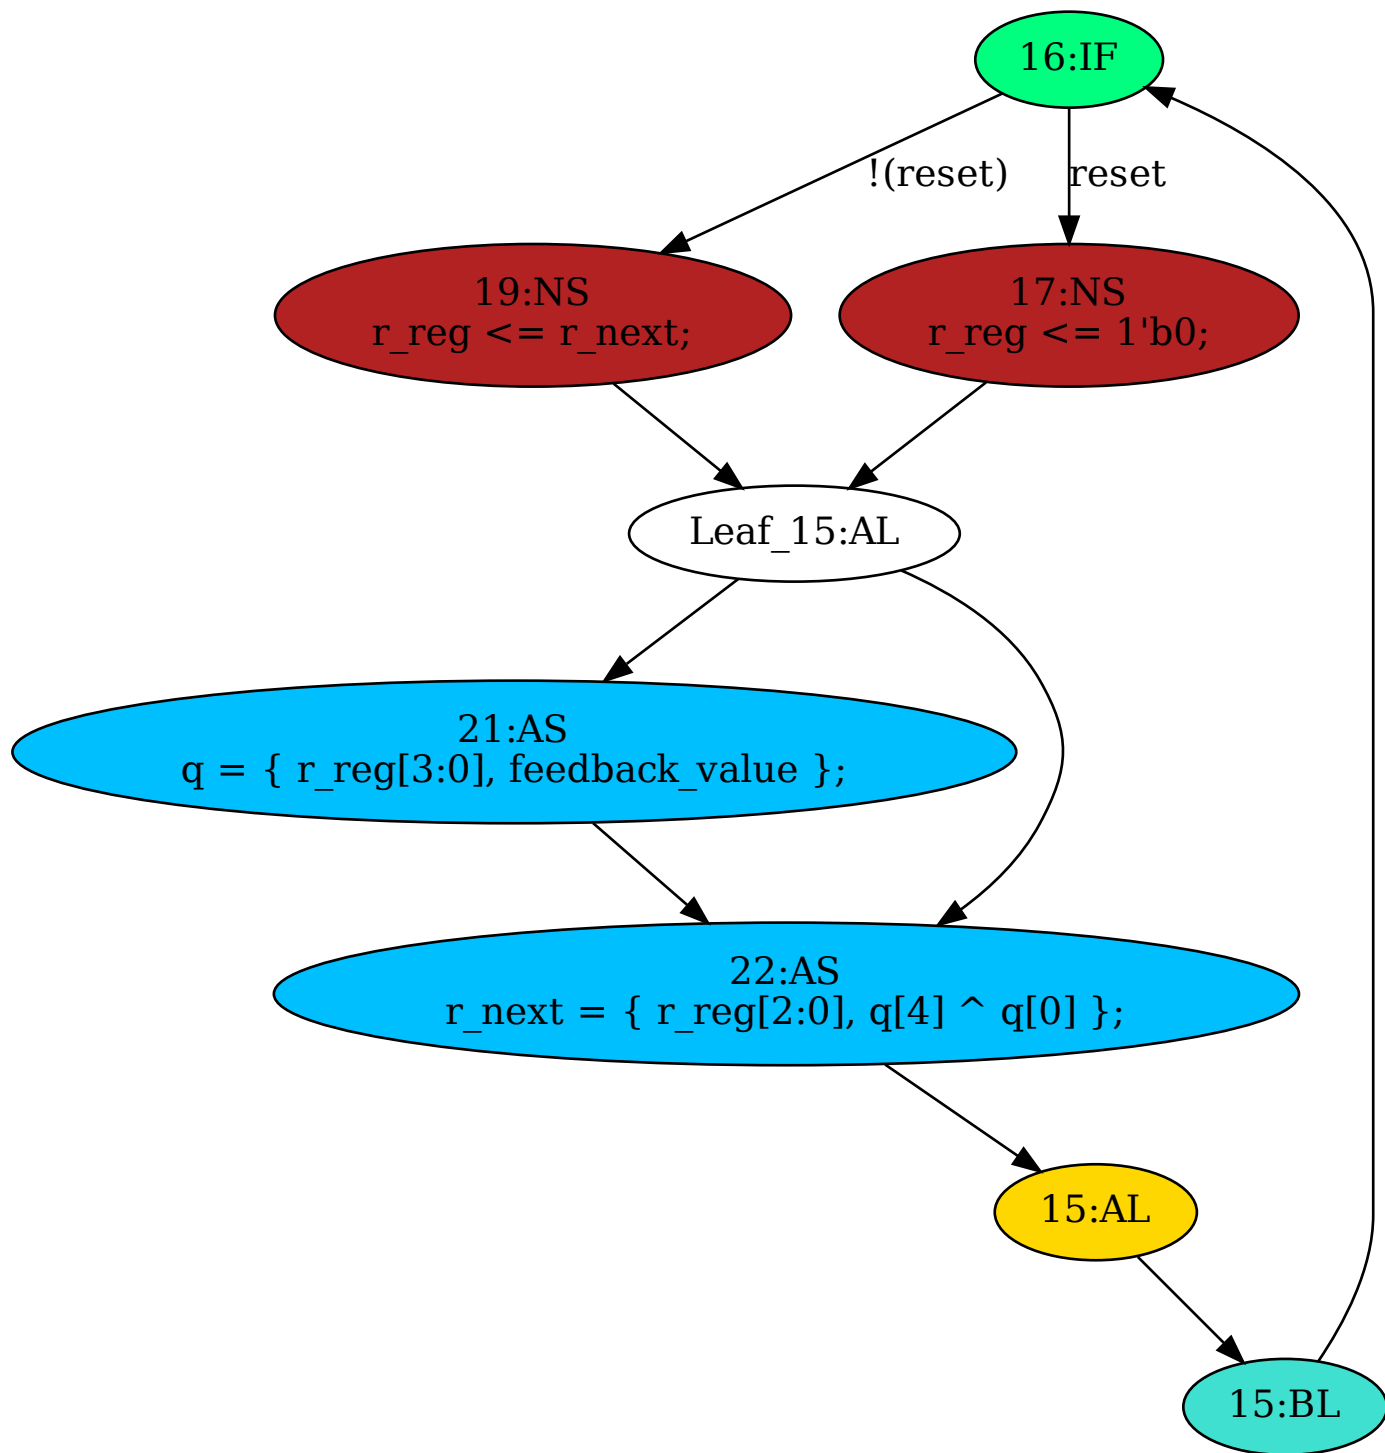 16:IF
!(reset)
reset
19:NS
r_reg <= r_next;
17:NS
r_reg <= 1'b0;
Leaf_15:AL
21:AS
q = { r_reg[3:0], feedback_value };
22:AS
r_next = { r_reg[2:0], q[4] ^ q[0] };
15:AL
15:BL